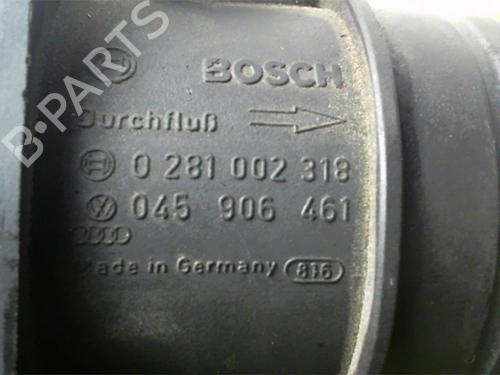 B-PARTS
BOSCH
Durchfluß
0 281 002 318
045 906 461
Made in Germany 816